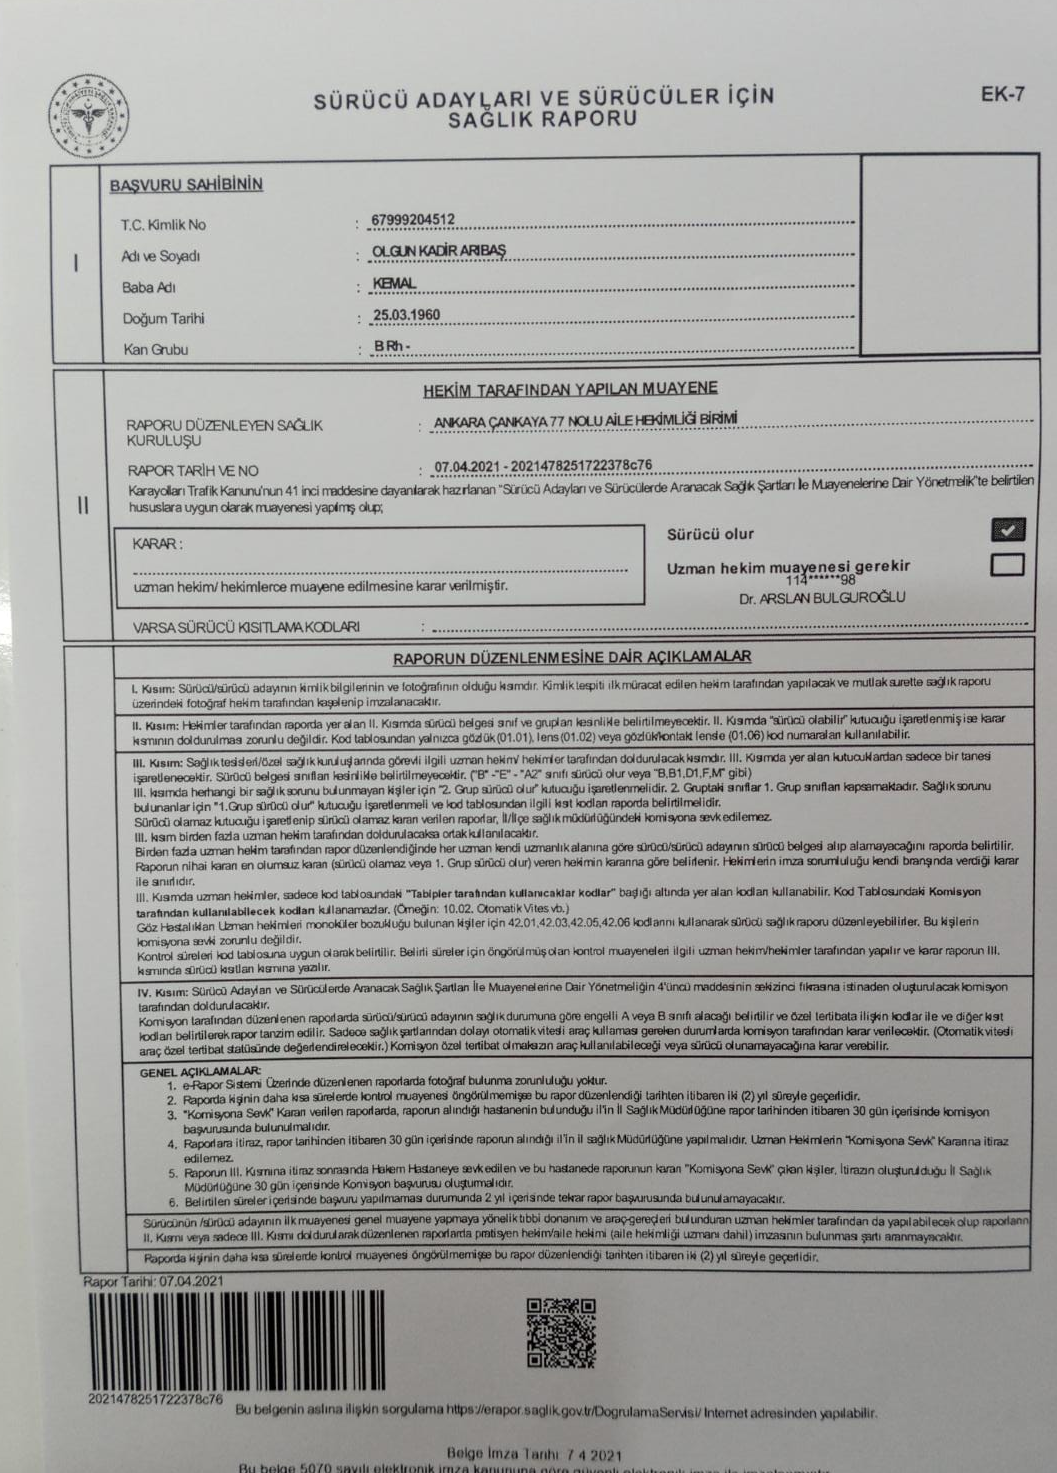 SÜRÜCÜ ADAYLARI VE SÜRÜCÜLER İÇİN
SAĞLIK RAPORU
EK-7
I
BAŞVURU SAHİBİNİN
T.C. Kimlik No : 67999204512
Adı ve Soyadı : OLGUN KADİR ARIBAŞ
Baba Adı : KEMAL
Doğum Tarihi : 25.03.1960
Kan Grubu : B Rh -
II
HEKİM TARAFINDAN YAPILAN MUAYENE
RAPORU DÜZENLEYEN SAĞLIK
KURULUŞU : ANKARA ÇANKAYA 77 NOLU AİLE HEKİMLİĞİ BİRİMİ
RAPOR TARİH VE NO : 07.04.2021 - 2021478251722378c76
Karayolları Trafik Kanunu'nun 41 inci maddesine dayanılarak hazırlanan "Sürücü Adayları ve Sürücülerde Aranacak Sağlık Şartları İle Muayenelerine Dair Yönetmelik"te belirtilen
hususlara uygun olarak muayenesi yapılmış olup;
KARAR :
uzman hekim/ hekimlerce muayene edilmesine karar verilmiştir.
Sürücü olur
Uzman hekim muayenesi gerekir
114******98
Dr. ARSLAN BULGUROĞLU
VARSA SÜRÜCÜ KISITLAMA KODLARI :
RAPORUN DÜZENLENMESİNE DAİR AÇIKLAMALAR
I. Kısım: Sürücü/sürücü adayının kimlik bilgilerinin ve fotoğrafının olduğu kısımdır. Kimlik tespiti ilk müracat edilen hekim tarafından yapılacak ve mutlak surette sağlık raporu
üzerindeki fotoğraf hekim tarafından kaşelenip imzalanacaktır.
II. Kısım: Hekimler tarafından raporda yer alan II. Kısımda sürücü belgesi sınıf ve grupları kesinlikle belirtilmeyecektir. II. Kısımda "sürücü olabilir" kutucuğu işaretlenmiş ise karar
kısmının doldurulması zorunlu değildir. Kod tablosundan yalnızca gözlük (01.01), lens (01.02) veya gözlük/kontakt lensle (01.06) kod numaraları kullanılabilir.
III. Kısım: Sağlık tesisleri/özel sağlık kuruluşlarında görevli ilgili uzman hekim/ hekimler tarafından doldurulacak kısımdır. III. Kısımda yer alan kutucuklardan sadece bir tanesi
işaretlenecektir. Sürücü belgesi sınıfları kesinlikle belirtilmeyecektir. ("B" -"E" - "A2" sınıfı sürücü olur veya "B,B1,D1,F,M" gibi)
III. kısımda herhangi bir sağlık sorunu bulunmayan kişiler için "2. Grup sürücü olur" kutucuğu işaretlenmelidir. 2. Gruptaki sınıflar 1. Grup sınıfları kapsamaktadır. Sağlık sorunu
bulunanlar için "1.Grup sürücü olur" kutucuğu işaretlenmeli ve kod tablosundan ilgili kısıt kodları raporda belirtilmelidir.
Sürücü olamaz kutucuğu işaretlenip sürücü olamaz kararı verilen raporlar, İl/İlçe sağlık müdürlüğündeki komisyona sevk edilemez.
III. kısım birden fazla uzman hekim tarafından doldurulacaksa ortak kullanılacaktır.
Birden fazla uzman hekim tarafından rapor düzenlendiğinde her uzman kendi uzmanlık alanına göre sürücü/sürücü adayının sürücü belgesi alıp alamayacağını raporda belirtilir.
Raporun nihai kararı en olumsuz kararı (sürücü olamaz veya 1. Grup sürücü olur) veren hekimin kararına göre belirlenir. Hekimlerin imza sorumluluğu kendi branşında verdiği karar
ile sınırlıdır.
III. Kısımda uzman hekimler, sadece kod tablosundaki "Tabipler tarafından kullanıcaklar kodlar" başlığı altında yer alan kodları kullanabilir. Kod Tablosundaki Komisyon
tarafından kullanılabilecek kodları kullanamazlar. (Örneğin: 10.02. Otomatik Vites vb.)
Göz Hastalıkları Uzman hekimleri monoküler bozukluğu bulunan kişiler için 42.01,42.03,42.05,42.06 kodlarını kullanarak sürücü sağlık raporu düzenleyebilirler. Bu kişilerin
komisyona sevki zorunlu değildir.
Kontrol süreleri kod tablosuna uygun olarak belirtilir. Belirli süreler için öngörülmüş olan kontrol muayeneleri ilgili uzman hekim/hekimler tarafından yapılır ve karar raporun III.
kısmında sürücü kısıtları kısmına yazılır.
IV. Kısım: Sürücü Adayları ve Sürücülerde Aranacak Sağlık Şartları İle Muayenelerine Dair Yönetmeliğin 4'üncü maddesinin sekizinci fıkrasına istinaden oluşturulacak komisyon
tarafından doldurulacaktır.
Komisyon tarafından düzenlenen raporlarda sürücü/sürücü adayının sağlık durumuna göre engelli A veya B sınıfı alacağı belirtilir ve özel tertibata ilişkin kodlar ile ve diğer kısıt
kodları belirtilerek rapor tanzim edilir. Sadece sağlık şartlarından dolayı otomatik vitesli araç kullaması gereken durumlarda komisyon tarafından karar verilecektir. (Otomatik vitesli
araç özel tertibat statüsünde değerlendirelecektir.) Komisyon özel tertibat olmaksızın araç kullanılabileceği veya sürücü olunamayacağına karar verebilir.
GENEL AÇIKLAMALAR:
1. e-Rapor Sistemi Üzerinde düzenlenen raporlarda fotoğraf bulunma zorunluluğu yoktur.
2. Raporda kişinin daha kısa sürelerde kontrol muayenesi öngörülmemişse bu rapor düzenlendiği tarihten itibaren iki (2) yıl süreyle geçerlidir.
3. "Komisyona Sevk" Kararı verilen raporlarda, raporun alındığı hastanenin bulunduğu il'in İl Sağlık Müdürlüğüne rapor tarihinden itibaren 30 gün içerisinde komisyon
başvurusunda bulunulmalıdır.
4. Raporlara itiraz, rapor tarihinden itibaren 30 gün içerisinde raporun alındığı il'in il sağlık Müdürlüğüne yapılmalıdır. Uzman Hekimlerin "Komisyona Sevk" Kararına itiraz
edilemez.
5. Raporun III. Kısmına itiraz sonrasında Hakem Hastaneye sevk edilen ve bu hastanede raporunun kararı "Komisyona Sevk" çıkan kişiler, itirazın oluşturulduğu İl Sağlık
Müdürlüğüne 30 gün içerisinde Komisyon başvurusu oluşturmalıdır.
6. Belirtilen süreler içerisinde başvuru yapılmaması durumunda 2 yıl içerisinde tekrar rapor başvurusunda bulunulamayacaktır.
Sürücünün /sürücü adayının ilk muayenesi genel muayene yapmaya yönelik tıbbi donanım ve araç-gereçleri bulunduran uzman hekimler tarafından da yapılabilecek olup raporların
II. Kısmı veya sadece III. Kısmı doldurularak düzenlenen raporlarda pratisyen hekim/aile hekimi (aile hekimliği uzmanı dahil) imzasının bulunması şartı aranmayacaktır.
Raporda kişinin daha kısa sürelerde kontrol muayenesi öngörülmemişse bu rapor düzenlendiği tarihten itibaren iki (2) yıl süreyle geçerlidir.
Rapor Tarihi: 07.04.2021
2021478251722378c76
Bu belgenin aslına ilişkin sorgulama https://erapor.saglik.gov.tr/DogrulamaServisi/ Internet adresinden yapılabilir.
Belge İmza Tarihi: 7 4 2021
Bu belge 5070 sayılı elektronik imza kanununa göre güvenli elektronik imza ile imzalanmıştır.